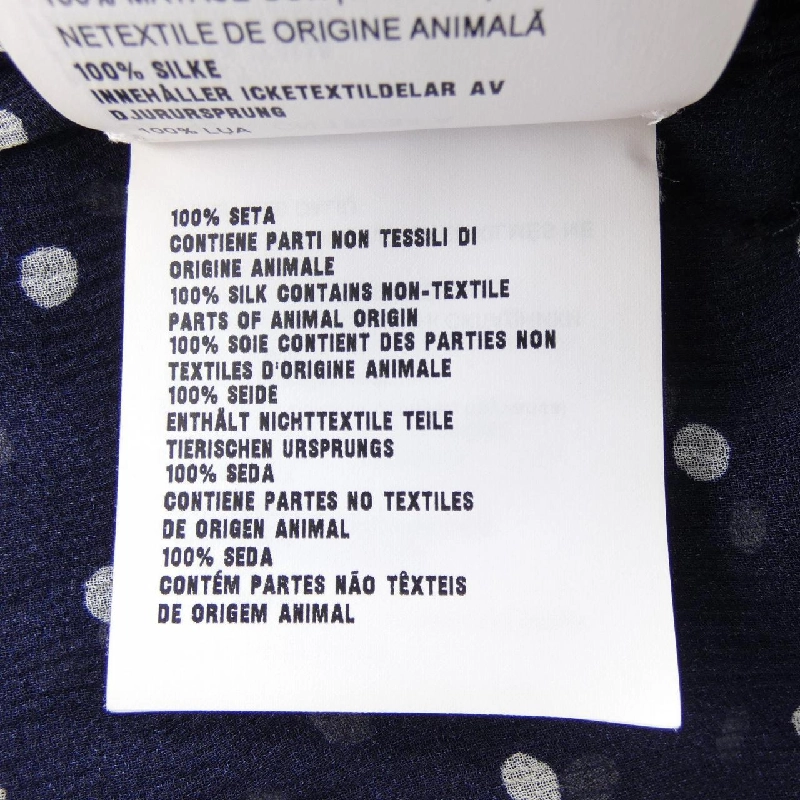 100% MĂTASE
NETEXTILE DE ORIGINE ANIMALĂ
100% SILKE
INNEHÅLLER ICKETEXTILDELAR AV
DJURURSPRUNG
100% SETA
CONTIENE PARTI NON TESSILI DI
ORIGINE ANIMALE
100% SILK CONTAINS NON-TEXTILE
PARTS OF ANIMAL ORIGIN
100% SOIE CONTIENT DES PARTIES NON
TEXTILES D'ORIGINE ANIMALE
100% SEIDE
ENTHÄLT NICHTTEXTILE TEILE
TIERISCHEN URSPRUNGS
100% SEDA
CONTIENE PARTES NO TEXTILES
DE ORIGEN ANIMAL
100% SEDA
CONTÉM PARTES NÃO TÊXTEIS
DE ORIGEM ANIMAL